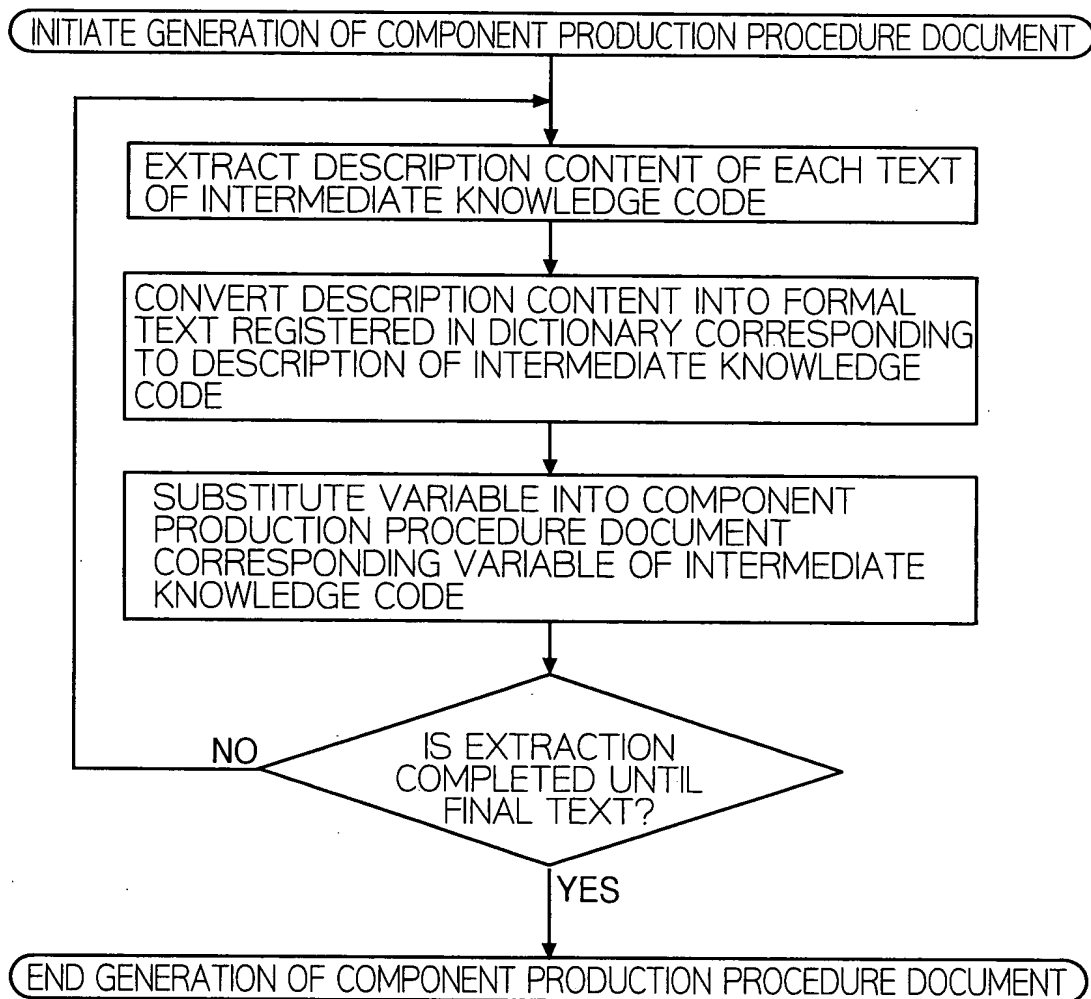 INITIATE GENERATION OF COMPONENT PRODUCTION PROCEDURE DOCUMENT
EXTRACT DESCRIPTION CONTENT OF EACH TEXT
OF INTERMEDIATE KNOWLEDGE CODE
CONVERT DESCRIPTION CONTENT INTO FORMAL
TEXT REGISTERED IN DICTIONARY CORRESPONDING
TO DESCRIPTION OF INTERMEDIATE KNOWLEDGE
CODE
SUBSTITUTE VARIABLE INTO COMPONENT
PRODUCTION PROCEDURE DOCUMENT
CORRESPONDING VARIABLE OF INTERMEDIATE
KNOWLEDGE CODE
NO
IS EXTRACTION
COMPLETED UNTIL
FINAL TEXT?
YES
END GENERATION OF COMPONENT PRODUCTION PROCEDURE DOCUMENT